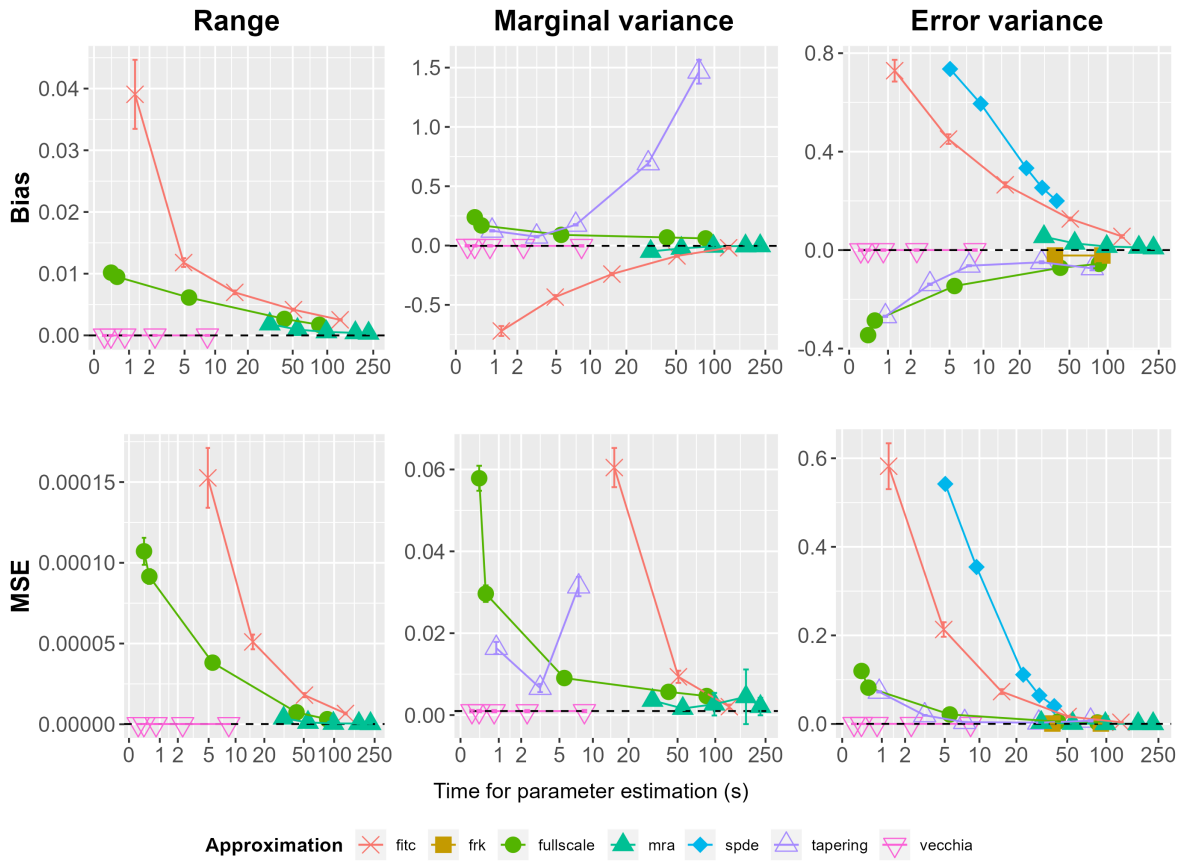 Range Marginal variance Error variance
Bias
0.04
0.03
0.02
0.01
0.00
0 1 2 5 10 20 50 100 250
1.5
1.0
0.5
0.0
-0.5
0 1 2 5 10 20 50 100 250
0.8
0.4
0.0
-0.4
0 1 2 5 10 20 50 100 250
MSE
0.00015
0.00010
0.00005
0.00000
0 1 2 5 10 20 50 100 250
0.06
0.04
0.02
0.00
0 1 2 5 10 20 50 100 250
0.6
0.4
0.2
0.0
0 1 2 5 10 20 50 100 250
Time for parameter estimation (s)
Approximation fitc frk fullscale mra spde tapering vecchia